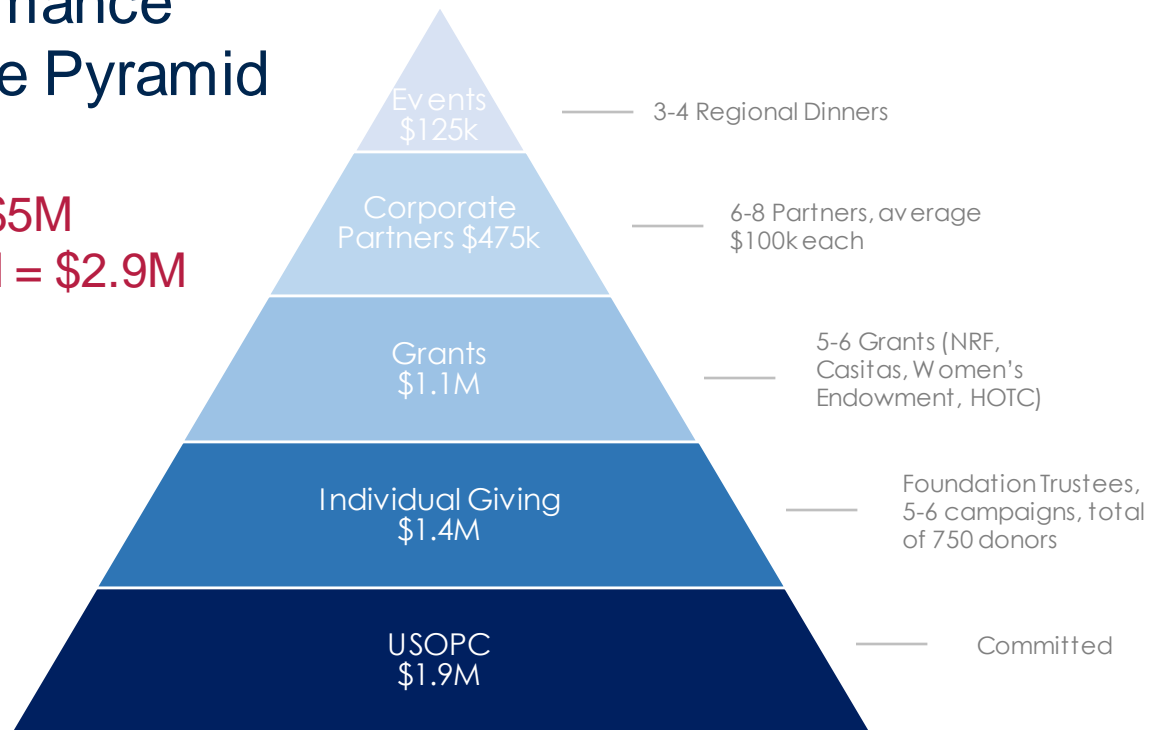 rmance
e Pyramid
$5M
= $2.9M
Events
$125k
3-4 Regional Dinners
Corporate
Partners $475k
6-8 Partners, average
$100k each
Grants
$1.1M
5-6 Grants (NRF,
Casitas, Women's
Endowment, HOTC)
Individual Giving
$1.4M
Foundation Trustees,
5-6 campaigns, total
of 750 donors
USOPC
$1.9M
Committed